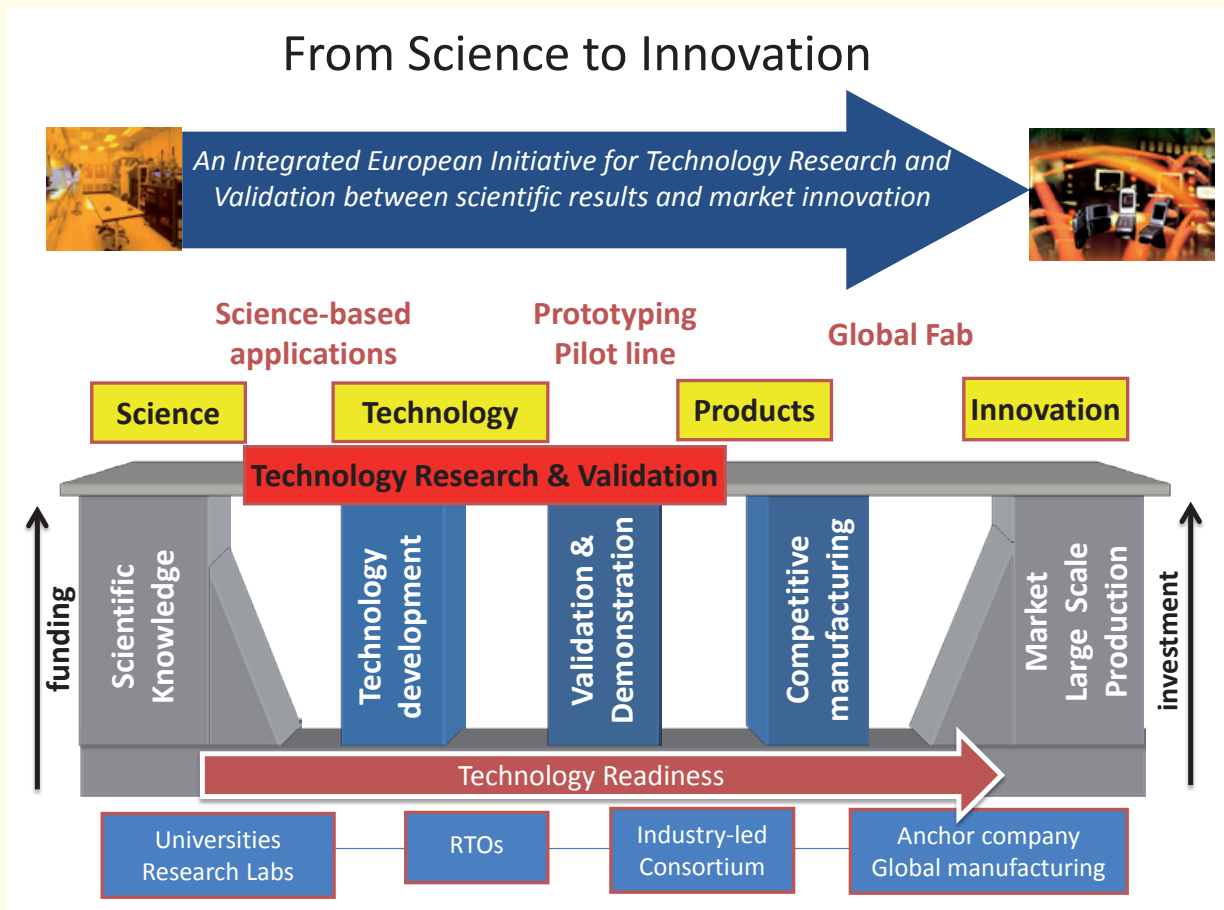 From Science to Innovation
An Integrated European Initiative for Technology Research and
Validation between scientific results and market innovation
Science-based
applications
Prototyping
Pilot line
Global Fab
Science
Technology
Products
Innovation
Technology Research & Validation
funding
Scientific
Knowledge
Technology
development
Validation &
Demonstration
Competitive
manufacturing
Market
Large Scale
Production
investment
Technology Readiness
Universities
Research Labs
RTOs
Industry-led
Consortium
Anchor company
Global manufacturing